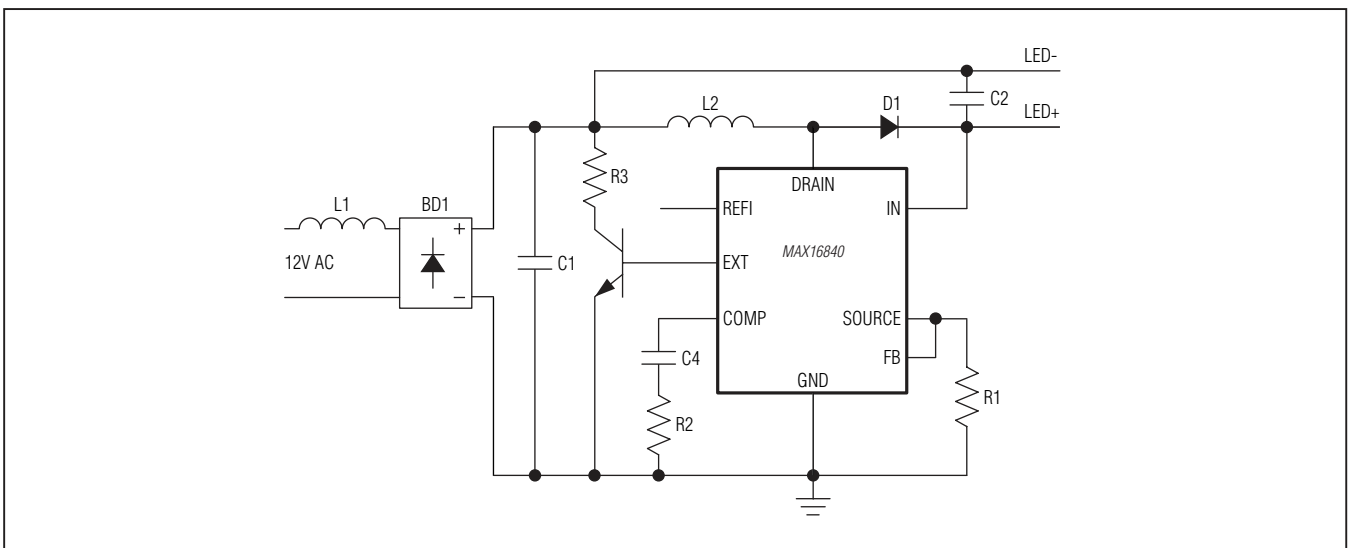 LED-
C2
L2
D1
LED+
R3
DRAIN
L1
BD1
REFI
IN
+
MAX16840
12V AC
C1
EXT
−
COMP
SOURCE
C4
FB
GND
R1
R2